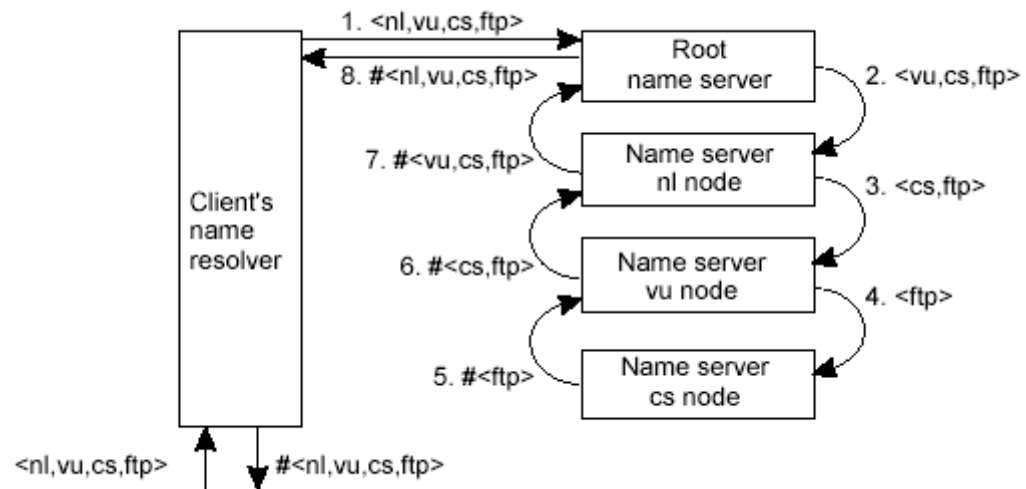 1. <nl,vu,cs,ftp>
8. #<nl,vu,cs,ftp>
Root
name server
2. <vu,cs,ftp>
7. #<vu,cs,ftp>
Name server
nl node
3. <cs,ftp>
Client's
name
resolver
6. #<cs,ftp>
Name server
vu node
4. <ftp>
5. #<ftp>
Name server
cs node
<nl,vu,cs,ftp>
#<nl,vu,cs,ftp>